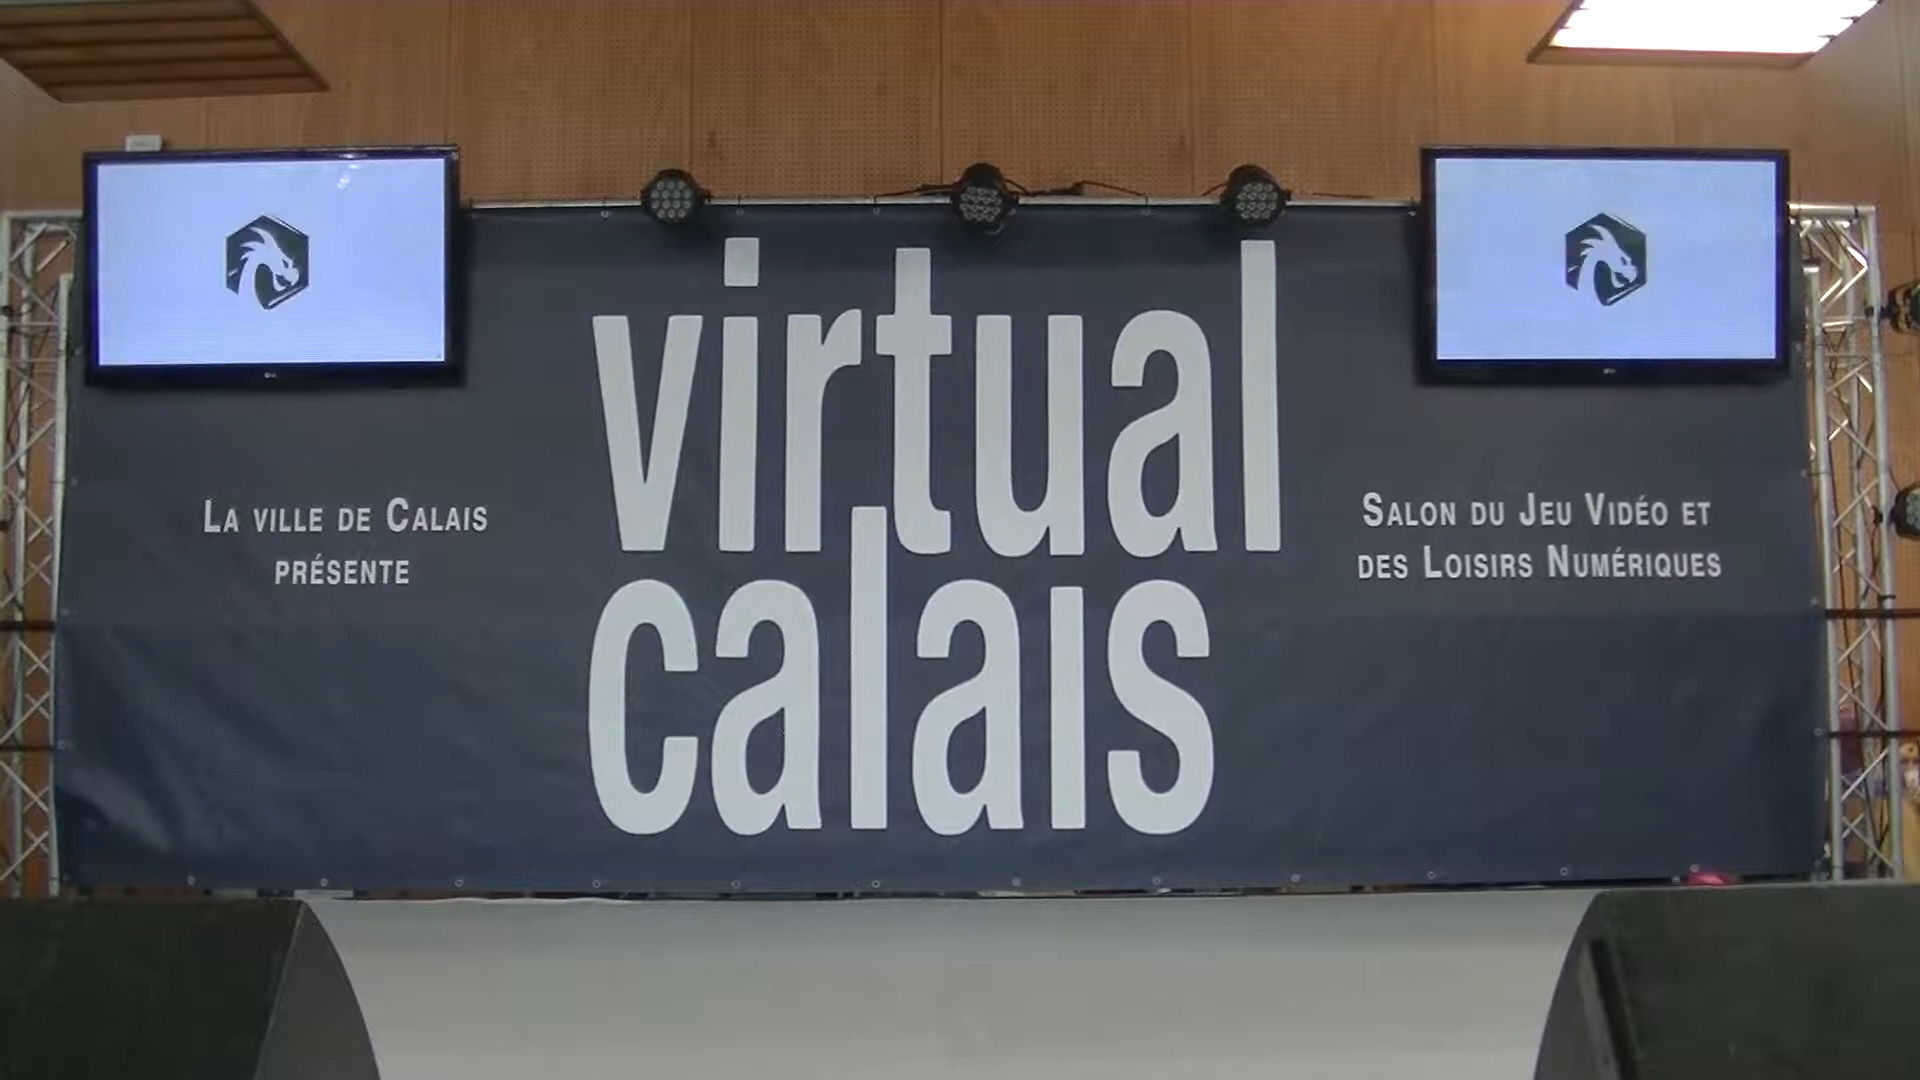 La ville de Calais
présente
virtual
calais
Salon du Jeu Vidéo et
des Loisirs Numériques